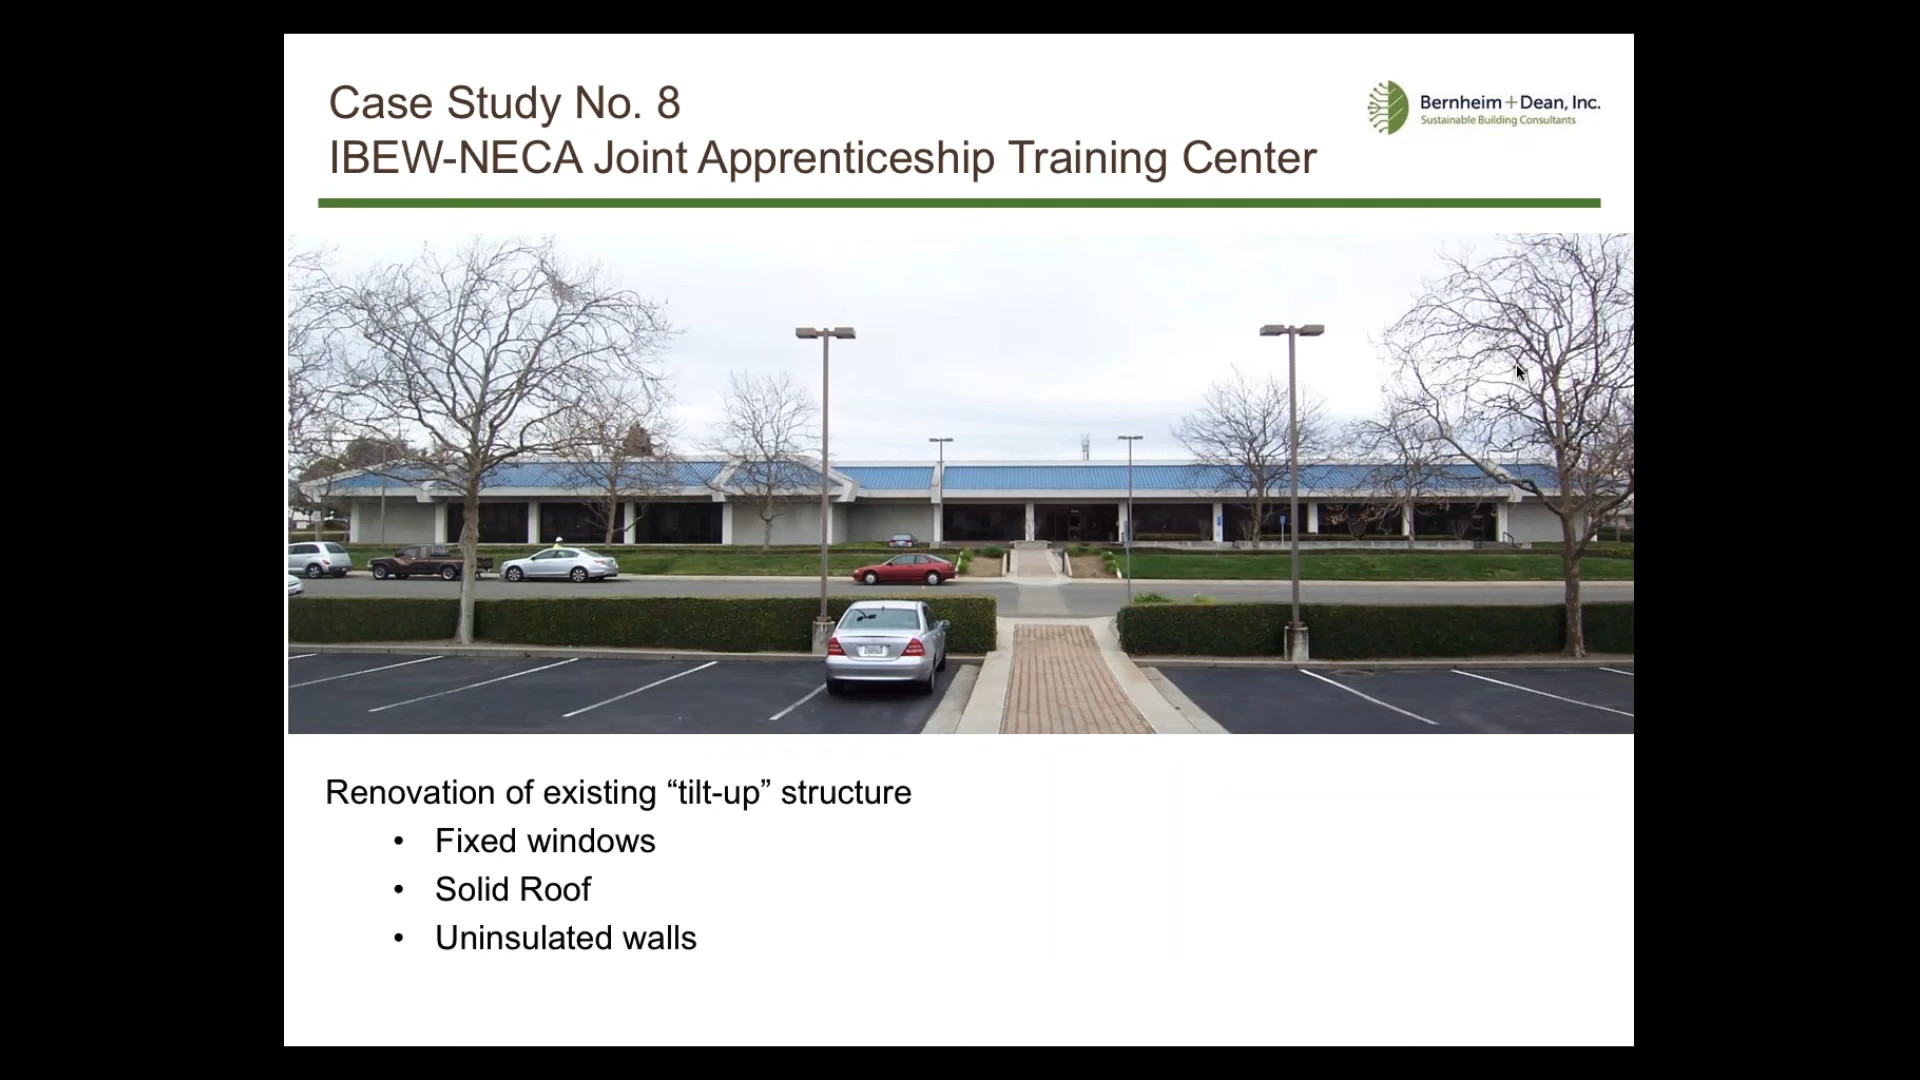 Case Study No. 8
IBEW-NECA Joint Apprenticeship Training Center
Bernheim+Dean, Inc.
Sustainable Building Consultants
Renovation of existing “tilt-up” structure
• Fixed windows
• Solid Roof
• Uninsulated walls